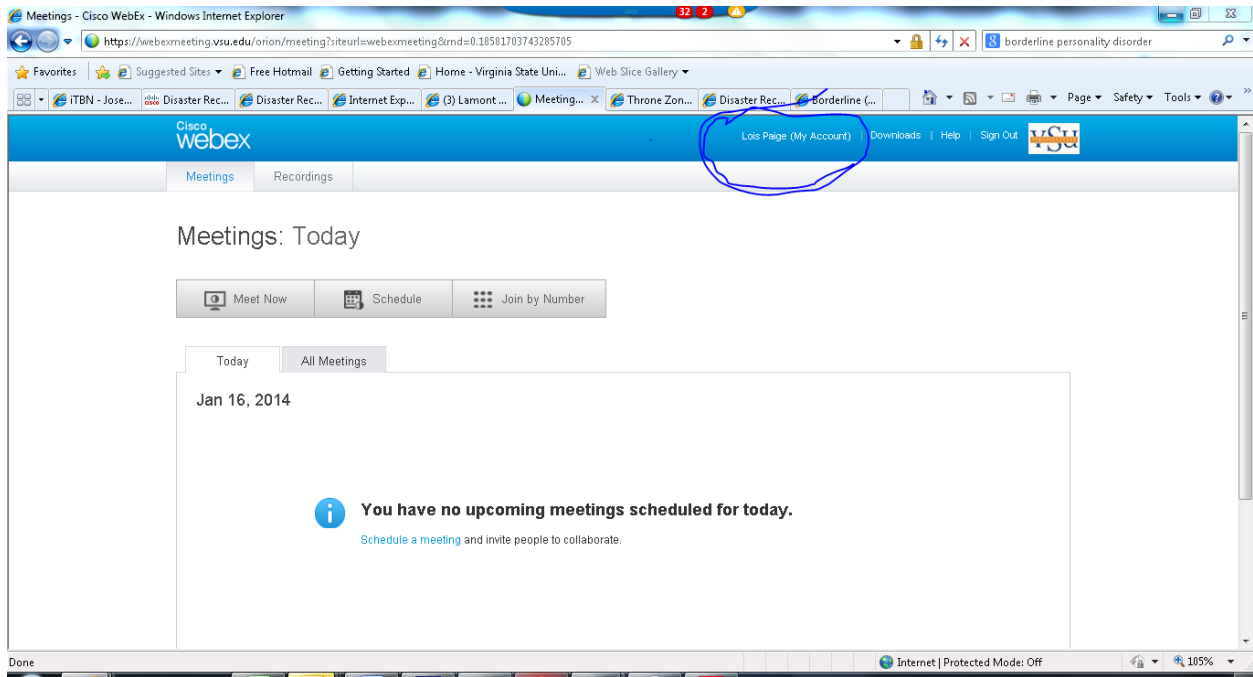 Meetings - Cisco WebEx - Windows Internet Explorer
32 2
https://webexmeeting.vsu.edu/orion/meeting?siteurl=webexmeeting&rnd=0.18581703743285705
borderline personality disorder
Favorites Suggested Sites Free Hotmail Getting Started Home - Virginia State Uni... Web Slice Gallery
iTBN - Jose... Disaster Rec... Disaster Rec... Internet Exp... (3) Lamont ... Meeting... X Throne Zon... Disaster Rec... Borderline (... Page Safety Tools
Cisco
webex
Lois Paige (My Account) | Downloads | Help | Sign Out VSU
Meetings Recordings
Meetings: Today
Meet Now Schedule Join by Number
Today All Meetings
Jan 16, 2014
You have no upcoming meetings scheduled for today.
Schedule a meeting and invite people to collaborate.
Done Internet | Protected Mode: Off 105%